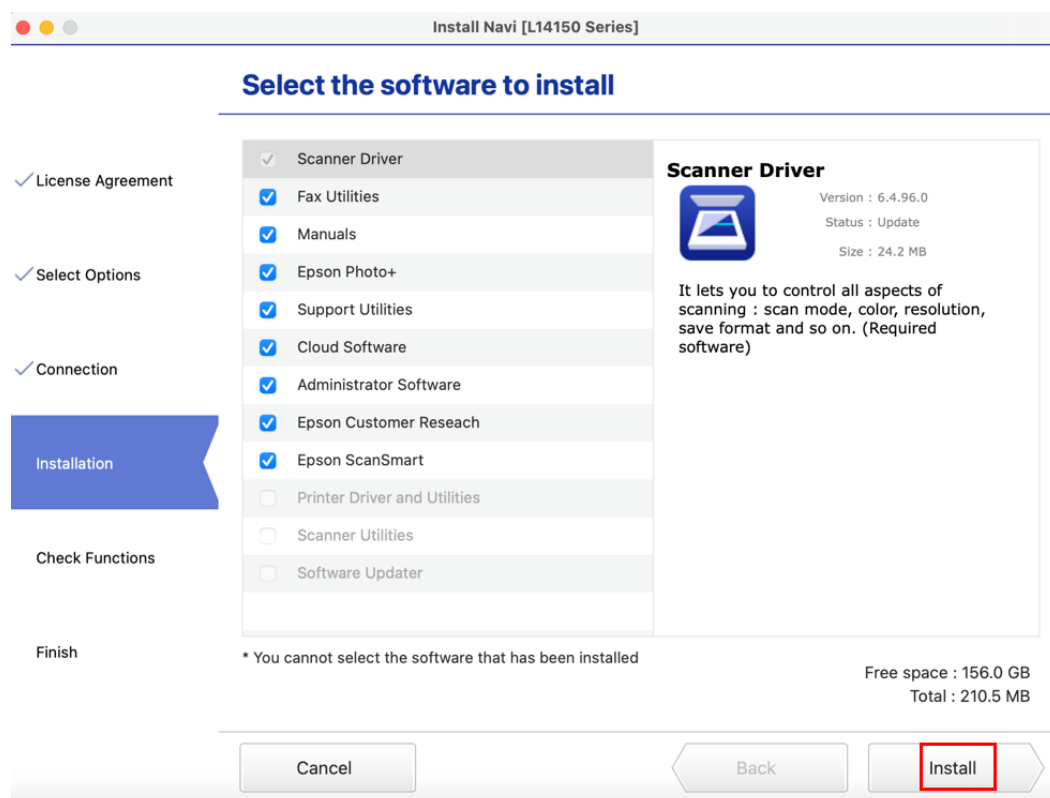 Install Navi [L14150 Series]
Select the software to install
License Agreement
Select Options
Connection
Installation
Check Functions
Finish
Scanner Driver
Fax Utilities
Manuals
Epson Photo+
Support Utilities
Cloud Software
Administrator Software
Epson Customer Reseach
Epson ScanSmart
Printer Driver and Utilities
Scanner Utilities
Software Updater
Scanner Driver
Version : 6.4.96.0
Status : Update
Size : 24.2 MB
It lets you to control all aspects of
scanning : scan mode, color, resolution,
save format and so on. (Required
software)
* You cannot select the software that has been installed
Free space : 156.0 GB
Total : 210.5 MB
Cancel
Back
Install